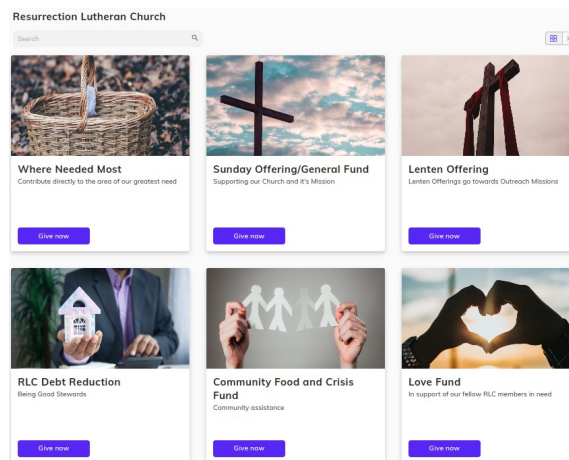 Resurrection Lutheran Church
Search
Where Needed Most
Contribute directly to the area of our greatest need
Give now
Sunday Offering/General Fund
Supporting our Church and it's Mission
Give now
Lenten Offering
Lenten Offerings go towards Outreach Missions
Give now
RLC Debt Reduction
Being Good Stewards
Give now
Community Food and Crisis
Fund
Community assistance
Give now
Love Fund
In support of our fellow RLC members in need
Give now